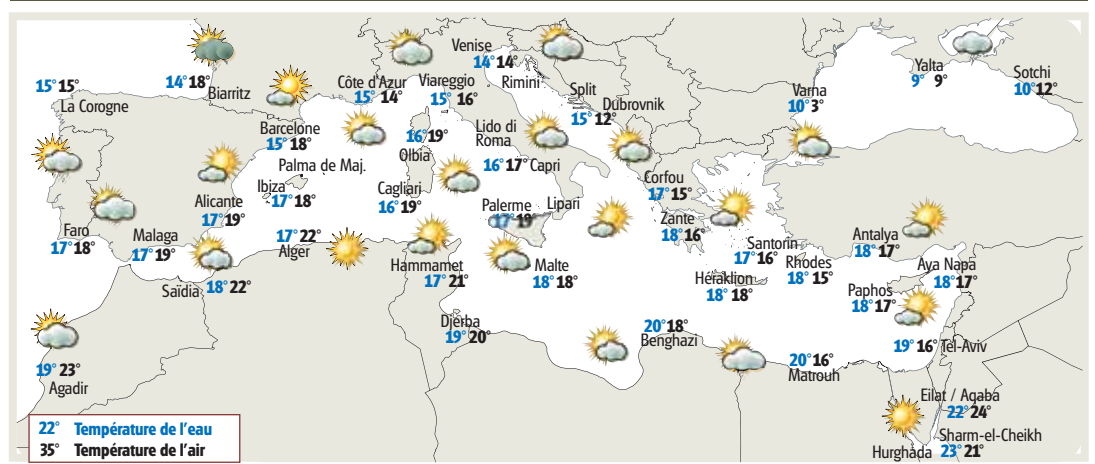 Venise
14° 14°
Rimini
Yalta
9° 9°
Sotchi
10° 12°
15° 15°
La Corogne
14° 18°
Biarritz
Côte d'Azur
15° 14°
Viareggio
15° 16°
Split
Dubrovnik
15° 12°
Varna
10° 3°
Barcelone
15° 18°
16° 19°
Olbia
Lido di
Roma
16° 17°
Capri
Palma de Maj.
Ibiza
17° 18°
Cagliari
16° 19°
Corfou
17° 15°
Alicante
17° 19°
Palerme
17° 19°
Lipari
Zante
18° 16°
Faro
17° 18°
Malaga
17° 19°
17° 22°
Alger
Santorin
17° 16°
Rhodes
18° 15°
Antalya
18° 17°
Hammamet
17° 21°
Malte
18° 18°
Héraklion
18° 18°
Aya Napa
18° 17°
Saïdia
18° 22°
Paphos
18° 17°
Djerba
19° 20°
20° 18°
Benghazi
19° 16°
Tel-Aviv
19° 23°
Agadir
20° 16°
Matrouh
Eilat / Aqaba
22° 24°
Sharm-el-Cheikh
Hurghada
23° 21°
22° Température de l'eau
35° Température de l'air